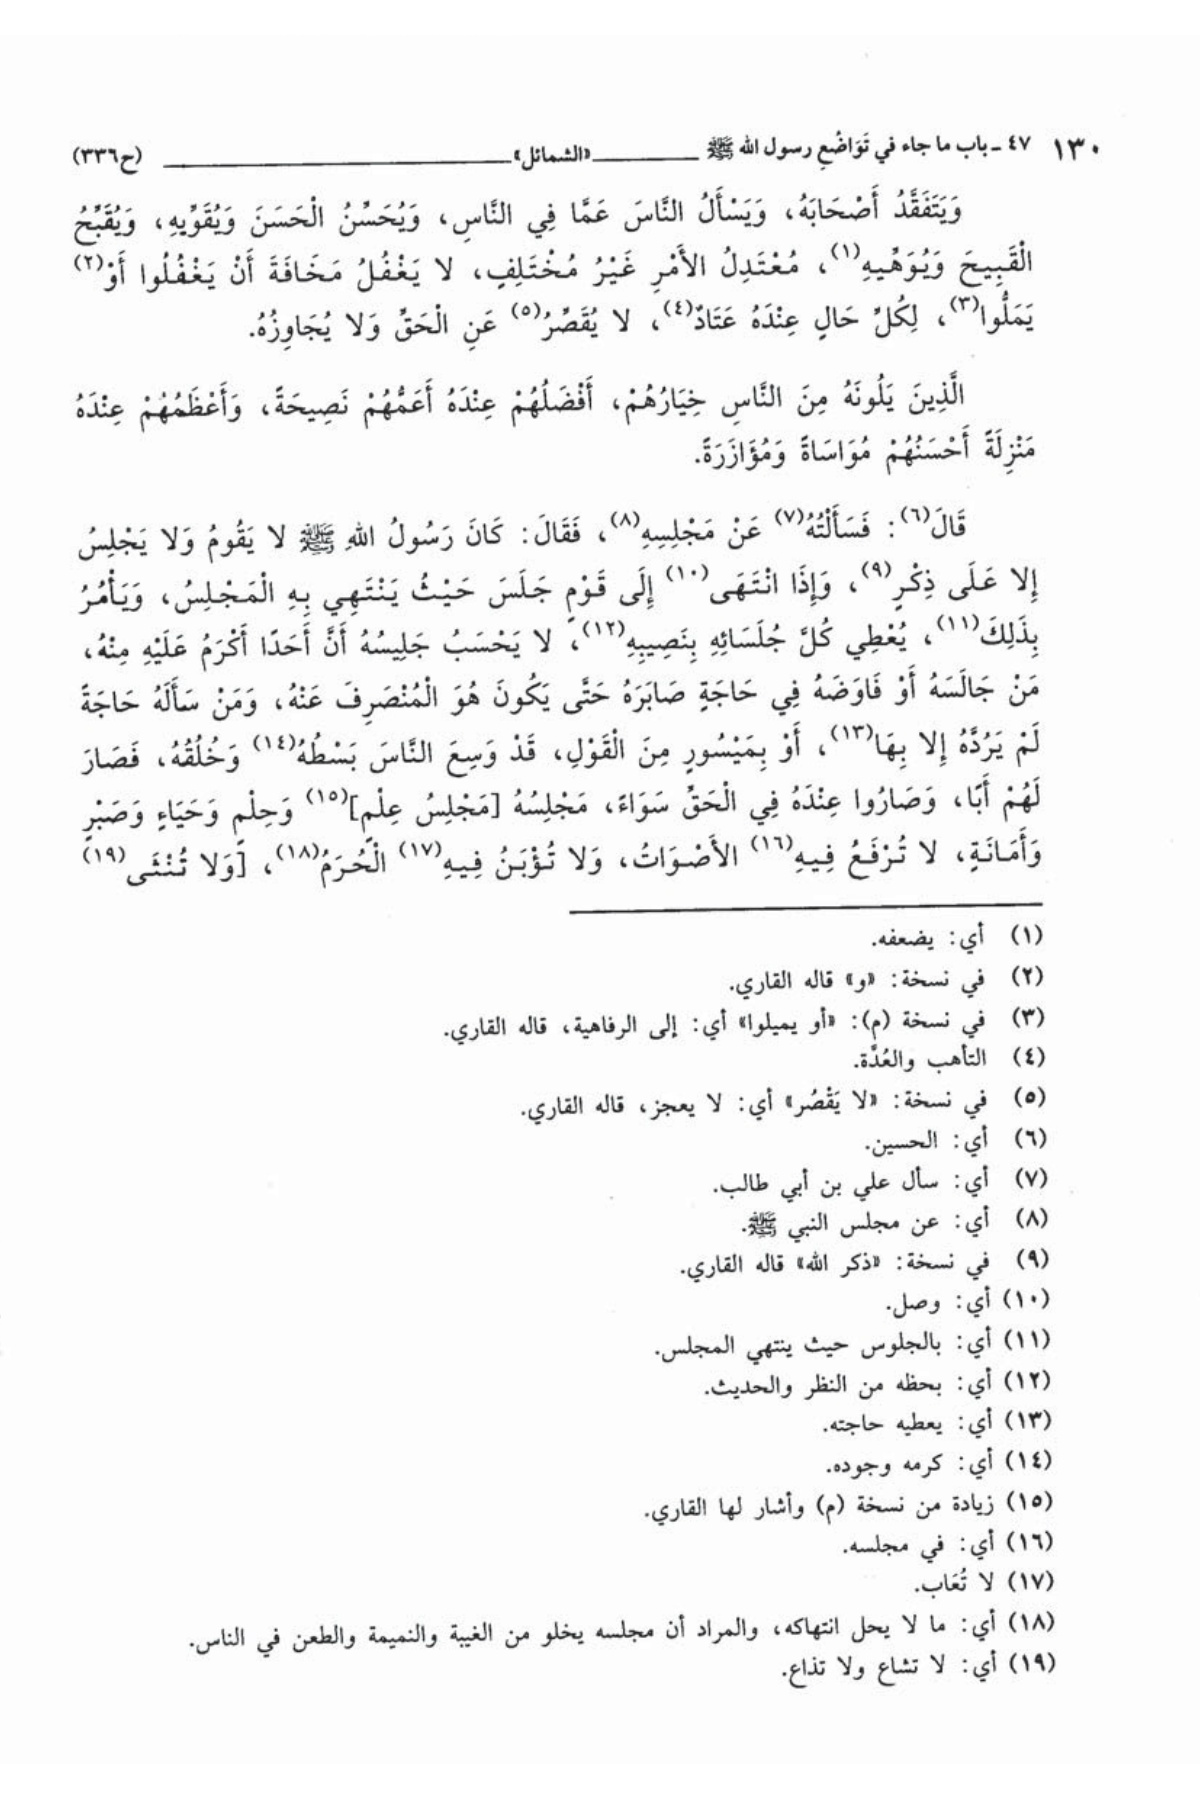 ١٣٠ ٤٧ ـ باب ما جاء في تَوَاضُعِ رسول الله ﷺ ـــــ «الشمائل» ـــــ (ح٣٣٦)
وَيَتَفَقَّدُ أَصْحَابَهُ، وَيَسْأَلُ النَّاسَ عَمَّا فِي النَّاسِ، وَيُحَسِّنُ الْحَسَنَ وَيُقَوِّيهِ، وَيُقَبِّحُ
الْقَبِيحَ وَيُوَهِّيهِ(١)، مُعْتَدِلُ الأَمْرِ غَيْرُ مُخْتَلِفٍ، لا يَغْفُلُ مَخَافَةَ أَنْ يَغْفُلُوا أَوْ(٢)
يَمَلُّوا(٣)، لِكُلِّ حَالٍ عِنْدَهُ عَتَادٌ(٤)، لا يُقَصِّرُ(٥) عَنِ الْحَقِّ وَلا يُجَاوِزُهُ.
الَّذِينَ يَلُونَهُ مِنَ النَّاسِ خِيَارُهُمْ، أَفْضَلُهُمْ عِنْدَهُ أَعَمُّهُمْ نَصِيحَةً، وَأَعْظَمُهُمْ عِنْدَهُ
مَنْزِلَةً أَحْسَنُهُمْ مُوَاسَاةً وَمُؤَازَرَةً.
قَالَ(٦): فَسَأَلْتُهُ(٧) عَنْ مَجْلِسِهِ(٨)، فَقَالَ: كَانَ رَسُولُ اللهِ ﷺ لا يَقُومُ وَلا يَجْلِسُ
إِلا عَلَى ذِكْرٍ(٩)، وَإِذَا انْتَهَى(١٠) إِلَى قَوْمٍ جَلَسَ حَيْثُ يَنْتَهِي بِهِ الْمَجْلِسُ، وَيَأْمُرُ
بِذَلِكَ(١١)، يُعْطِي كُلَّ جُلَسَائِهِ بِنَصِيبِهِ(١٢)، لا يَحْسَبُ جَلِيسُهُ أَنَّ أَحَدًا أَكْرَمُ عَلَيْهِ مِنْهُ،
مَنْ جَالَسَهُ أَوْ فَاوَضَهُ فِي حَاجَةٍ صَابَرَهُ حَتَّى يَكُونَ هُوَ الْمُنْصَرِفَ عَنْهُ، وَمَنْ سَأَلَهُ حَاجَةً
لَمْ يَرُدَّهُ إِلا بِهَا(١٣)، أَوْ بِمَيْسُورٍ مِنَ الْقَوْلِ، قَدْ وَسِعَ النَّاسَ بَسْطُهُ(١٤) وَخُلُقُهُ، فَصَارَ
لَهُمْ أَبًا، وَصَارُوا عِنْدَهُ فِي الْحَقِّ سَوَاءً، مَجْلِسُهُ [مَجْلِسُ عِلْمٍ](١٥) وَحِلْمٍ وَحَيَاءٍ وَصَبْرٍ
وَأَمَانَةٍ، لا تُرْفَعُ فِيهِ(١٦) الأَصْوَاتُ، وَلا تُؤْبَنُ فِيهِ(١٧) الْحُرَمُ(١٨)، [وَلا تُنْثَى(١٩)
(١) أي: يضعفه.
(٢) في نسخة: «و» قاله القاري.
(٣) في نسخة (م): «أو يميلوا» أي: إلى الرفاهية، قاله القاري.
(٤) التأهب والعُدَّة.
(٥) في نسخة: «لا يَقْصُر» أي: لا يعجز، قاله القاري.
(٦) أي: الحسين.
(٧) أي: سأل علي بن أبي طالب.
(٨) أي: عن مجلس النبي ﷺ.
(٩) في نسخة: «ذكر الله» قاله القاري.
(١٠) أي: وصل.
(١١) أي: بالجلوس حيث ينتهي المجلس.
(١٢) أي: بحظه من النظر والحديث.
(١٣) أي: يعطيه حاجته.
(١٤) أي: كرمه وجوده.
(١٥) زيادة من نسخة (م) وأشار لها القاري.
(١٦) أي: في مجلسه.
(١٧) لا تُعَاب.
(١٨) أي: ما لا يحل انتهاكه، والمراد أن مجلسه يخلو من الغيبة والنميمة والطعن في الناس.
(١٩) أي: لا تشاع ولا تذاع.